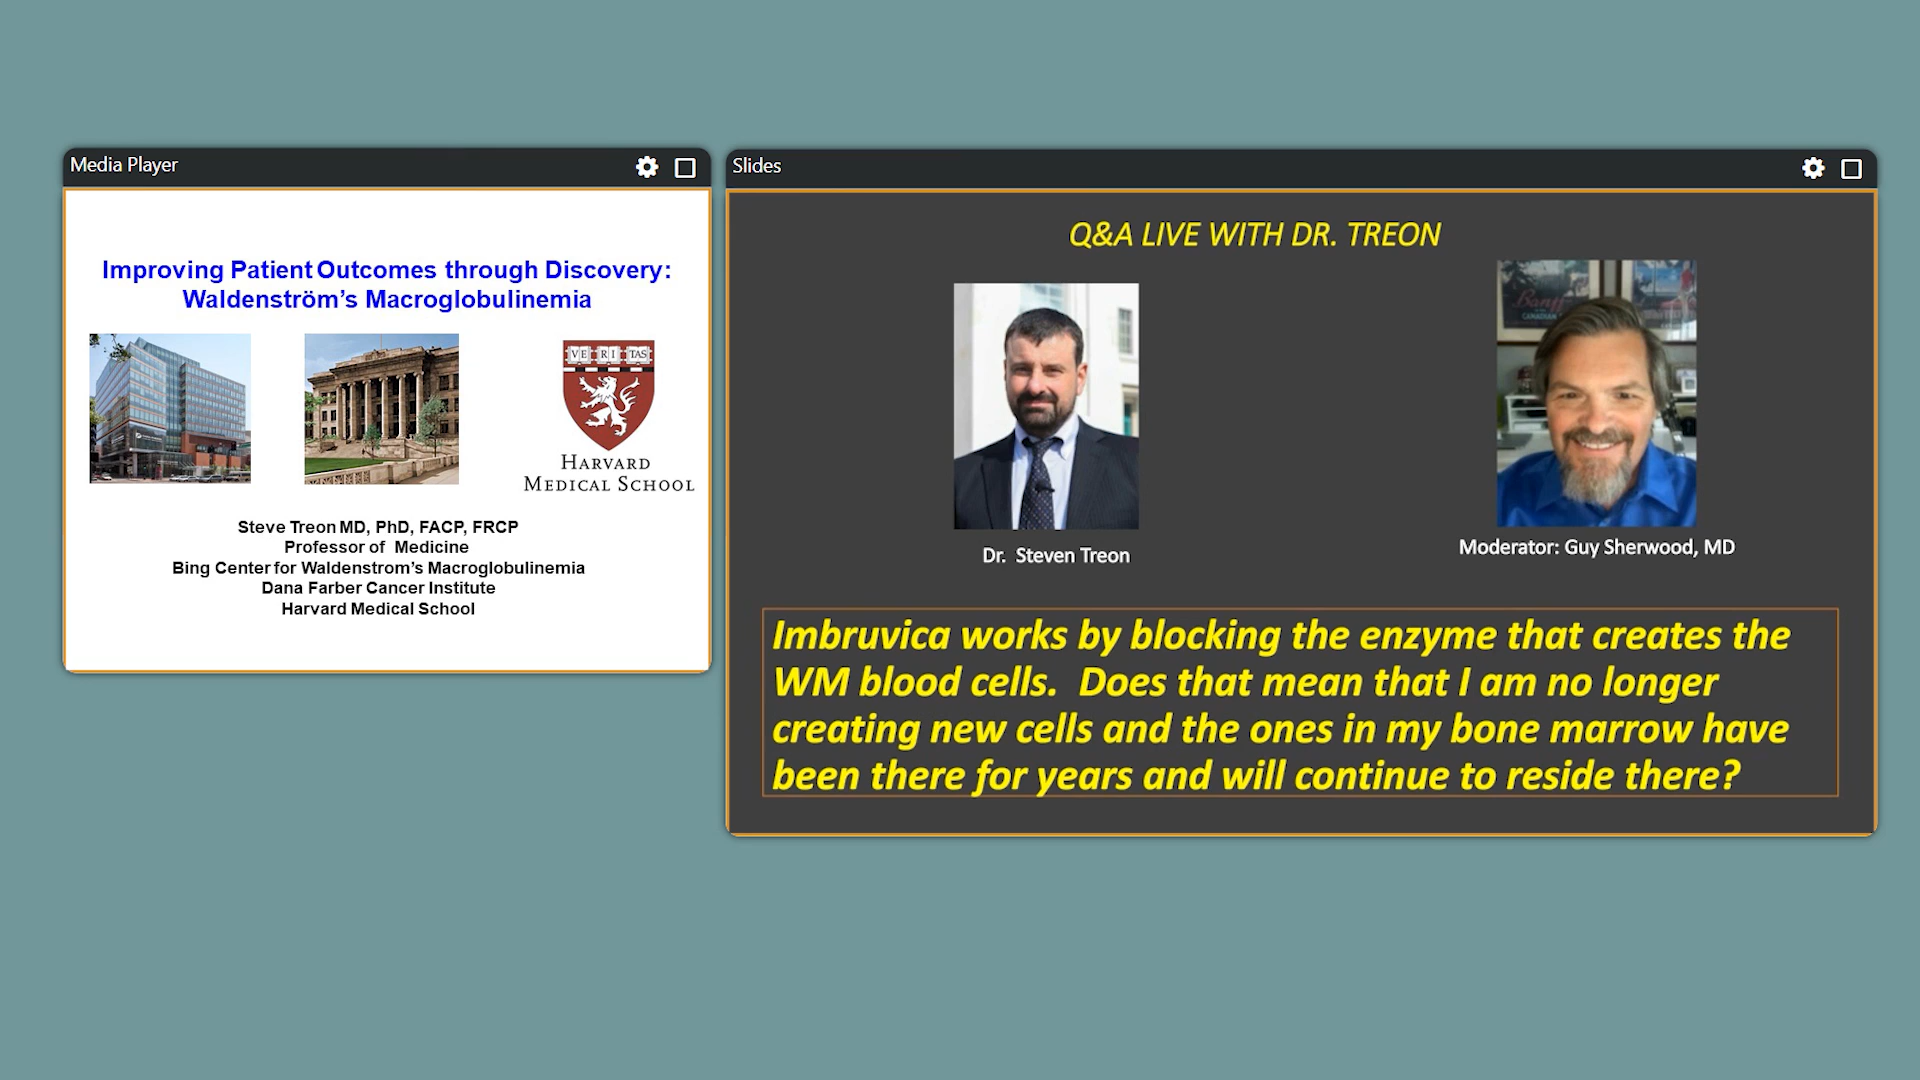 Media Player
Improving Patient Outcomes through Discovery:
Waldenström’s Macroglobulinemia
VE RI TAS
HARVARD
MEDICAL SCHOOL
Steve Treon MD, PhD, FACP, FRCP
Professor of Medicine
Bing Center for Waldenstrom’s Macroglobulinemia
Dana Farber Cancer Institute
Harvard Medical School
Slides
Q&A LIVE WITH DR. TREON
Banff
CANADIAN
Dr. Steven Treon
Moderator: Guy Sherwood, MD
Imbruvica works by blocking the enzyme that creates the
WM blood cells. Does that mean that I am no longer
creating new cells and the ones in my bone marrow have
been there for years and will continue to reside there?